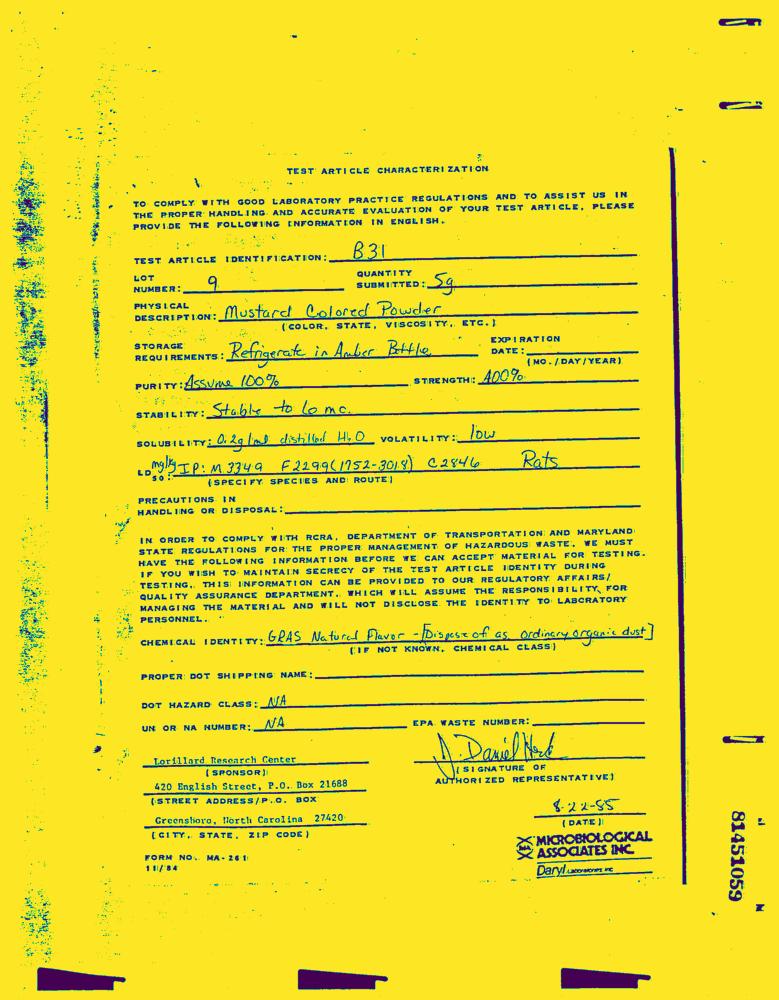 TEST ARTICLE CHARACTERIZATION
TO COMPLY WITH GOOD LABORATORY PRACTICE REGULATIONS AND TO ASSIST US IN
THE PROPER HANDLING AND ACCURATE EVALUATION OF YOUR TEST ARTICLE, PLEASE
PROVIDE THE FOLLOWING INFORMATION IN ENGLISH.
TEST ARTICLE IDENTIFICATION: B31
LOT NUMBER: 9 QUANTITY SUBMITTED: 5g
PHYSICAL DESCRIPTION: Mustard Colored Powder
(COLOR, STATE, VISCOSITY, ETC.)
STORAGE REQUIREMENTS: Refrigerate in Amber Bottle EXPIRATION DATE:
(MO./DAY/YEAR)
PURITY: Assume 100% STRENGTH: 100%
STABILITY: Stable to 6 mo.
SOLUBILITY: 0.2g/ml distilled H2O VOLATILITY: low
LD50: mg/kg IP: M 3349 F 2299 (1752-3018) C 2846 Rats
(SPECIFY SPECIES AND ROUTE)
PRECAUTIONS IN
HANDLING OR DISPOSAL:
IN ORDER TO COMPLY WITH RCRA, DEPARTMENT OF TRANSPORTATION AND MARYLAND
STATE REGULATIONS FOR THE PROPER MANAGEMENT OF HAZARDOUS WASTE, WE MUST
HAVE THE FOLLOWING INFORMATION BEFORE WE CAN ACCEPT MATERIAL FOR TESTING.
IF YOU WISH TO MAINTAIN SECRECY OF THE TEST ARTICLE IDENTITY DURING
TESTING, THIS INFORMATION CAN BE PROVIDED TO OUR REGULATORY AFFAIRS/
QUALITY ASSURANCE DEPARTMENT, WHICH WILL ASSUME THE RESPONSIBILITY FOR
MANAGING THE MATERIAL AND WILL NOT DISCLOSE THE IDENTITY TO LABORATORY
PERSONNEL.
CHEMICAL IDENTITY: GRAS Natural Flavor - [Dispose of as ordinary organic dust]
(IF NOT KNOWN, CHEMICAL CLASS)
PROPER DOT SHIPPING NAME:
DOT HAZARD CLASS: N/A
UN OR NA NUMBER: N/A EPA WASTE NUMBER:
Lorillard Research Center
(SPONSOR)
J. Daniel Heck
(SIGNATURE OF
AUTHORIZED REPRESENTATIVE)
420 English Street, P.O. Box 21688
(STREET ADDRESS/P.O. BOX
8-22-85
(DATE)
Greensboro, North Carolina 27420
(CITY, STATE, ZIP CODE)
MICROBIOLOGICAL
ASSOCIATES INC.
Daryl LABORATORIES INC
FORM NO. MA-261
11/84
81451059